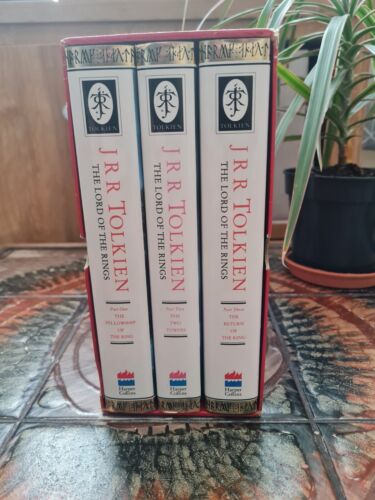 TOLKIEN
J R R TOLKIEN
THE LORD OF THE RINGS
Part One
THE
FELLOWSHIP
OF
THE RING
Harper
Collins
TOLKIEN
J R R TOLKIEN
THE LORD OF THE RINGS
Part Two
THE
TWO
TOWERS
Harper
Collins
TOLKIEN
J R R TOLKIEN
THE LORD OF THE RINGS
Part Three
THE
RETURN
OF
THE KING
Harper
Collins